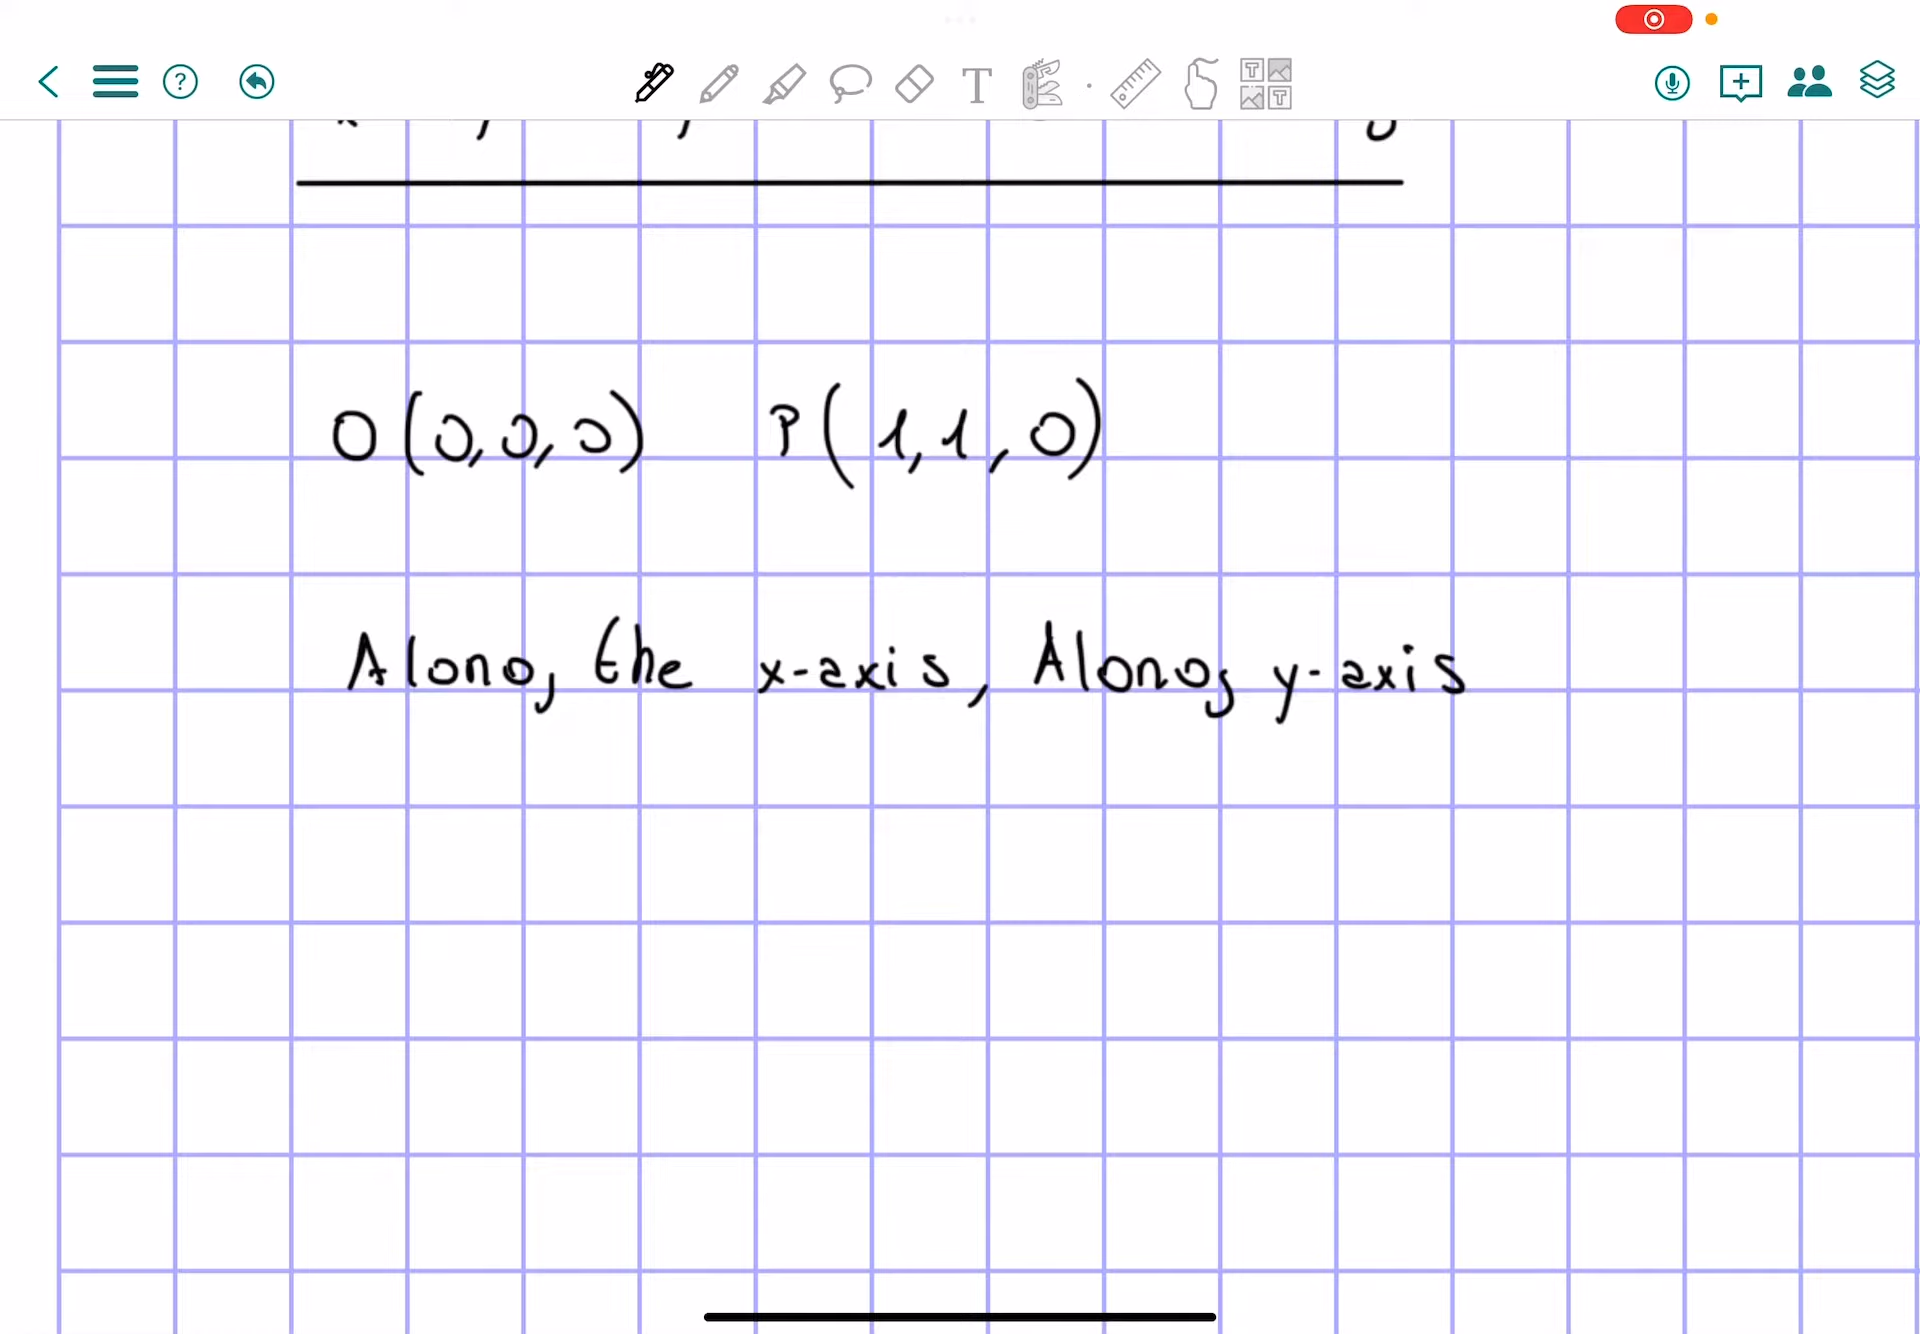 O(0,0,0) P(1,1,0)
Along the x-axis, Along y-axis